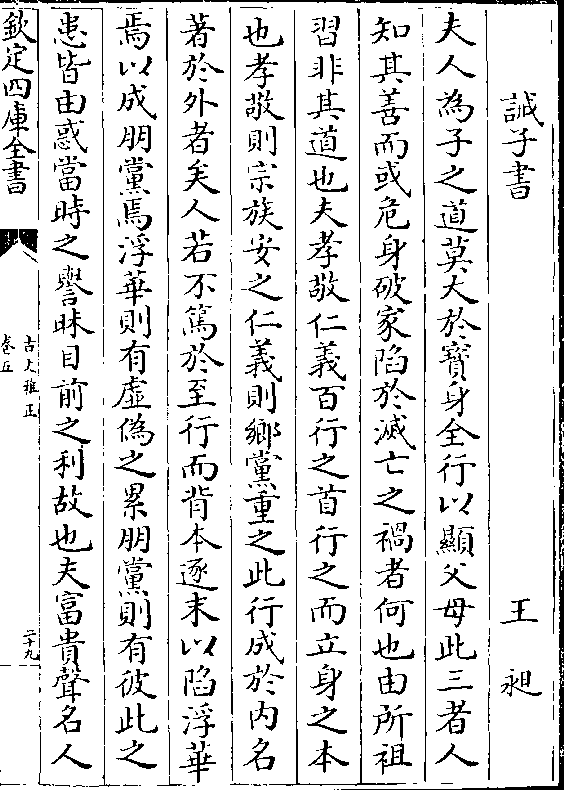 誡子書
王昶
夫人為子之道莫大於寳身全行以顯父母此三者人
知其善而或危身破家陷於滅亡之禍者何也由所祖
習非其道也夫孝敬仁義百行之首行之而立身之本
也孝敬則宗族安之仁義則鄉黨重之此行成於内名
著於外者矣人若不篤於至行而背本逐末以陷浮華
焉以成朋黨焉浮華則有虛偽之累朋黨則有彼此之
患皆由惑當時之譽昧目前之利故也夫富貴聲名人
欽定四庫全書
古文雅正
卷五
二十九